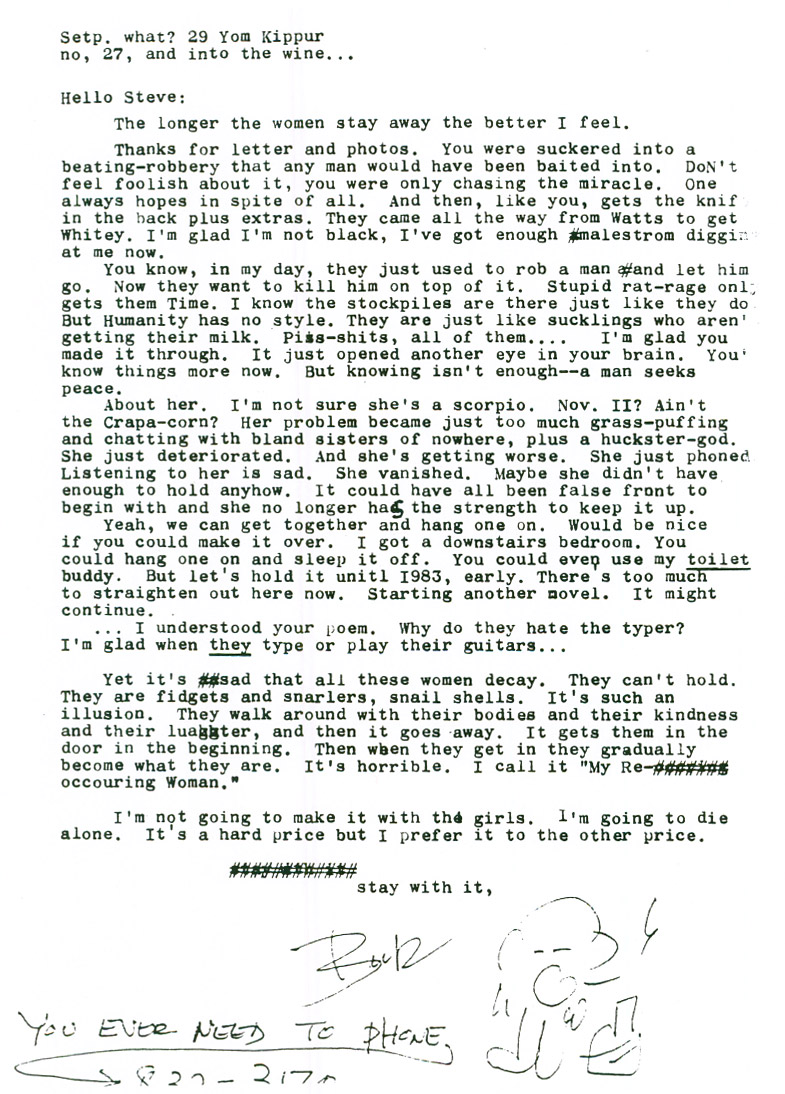 Setp. what? 29 Yom Kippur
no, 27, and into the wine...
Hello Steve:
The longer the women stay away the better I feel.
Thanks for letter and photos. You were suckered into a
beating-robbery that any man would have been baited into. DoN't
feel foolish about it, you were only chasing the miracle. One
always hopes in spite of all. And then, like you, gets the knif
in the back plus extras. They came all the way from Watts to get
Whitey. I'm glad I'm not black, I've got enough #malestrom diggin
at me now.
You know, in my day, they just used to rob a man #and let him
go. Now they want to kill him on top of it. Stupid rat-rage onl
gets them Time. I know the stockpiles are there just like they do
But Humanity has no style. They are just like sucklings who aren'
getting their milk. Piss-shits, all of them.... I'm glad you
made it through. It just opened another eye in your brain. You'
know things more now. But knowing isn't enough--a man seeks
peace.
About her. I'm not sure she's a scorpio. Nov. II? Ain't
the Crapa-corn? Her problem became just too much grass-puffing
and chatting with bland sisters of nowhere, plus a huckster-god.
She just deteriorated. And she's getting worse. She just phoned
Listening to her is sad. She vanished. Maybe she didn't have
enough to hold anyhow. It could have all been false front to
begin with and she no longer has the strength to keep it up.
Yeah, we can get together and hang one on. Would be nice
if you could make it over. I got a downstairs bedroom. You
could hang one on and sleep it off. You could even use my toilet
buddy. But let's hold it unitl I983, early. There's too much
to straighten out here now. Starting another novel. It might
continue.
... I understood your poem. Why do they hate the typer?
I'm glad when they type or play their guitars...
Yet it's ##sad that all these women decay. They can't hold.
They are fidgets and snarlers, snail shells. It's such an
illusion. They walk around with their bodies and their kindness
and their luaghter, and then it goes away. It gets them in the
door in the beginning. Then when they get in they gradually
become what they are. It's horrible. I call it "My Re-#######
occouring Woman."
I'm not going to make it with the girls. I'm going to die
alone. It's a hard price but I prefer it to the other price.
############
stay with it,
Buk
YOU EVER NEED TO PHONE,